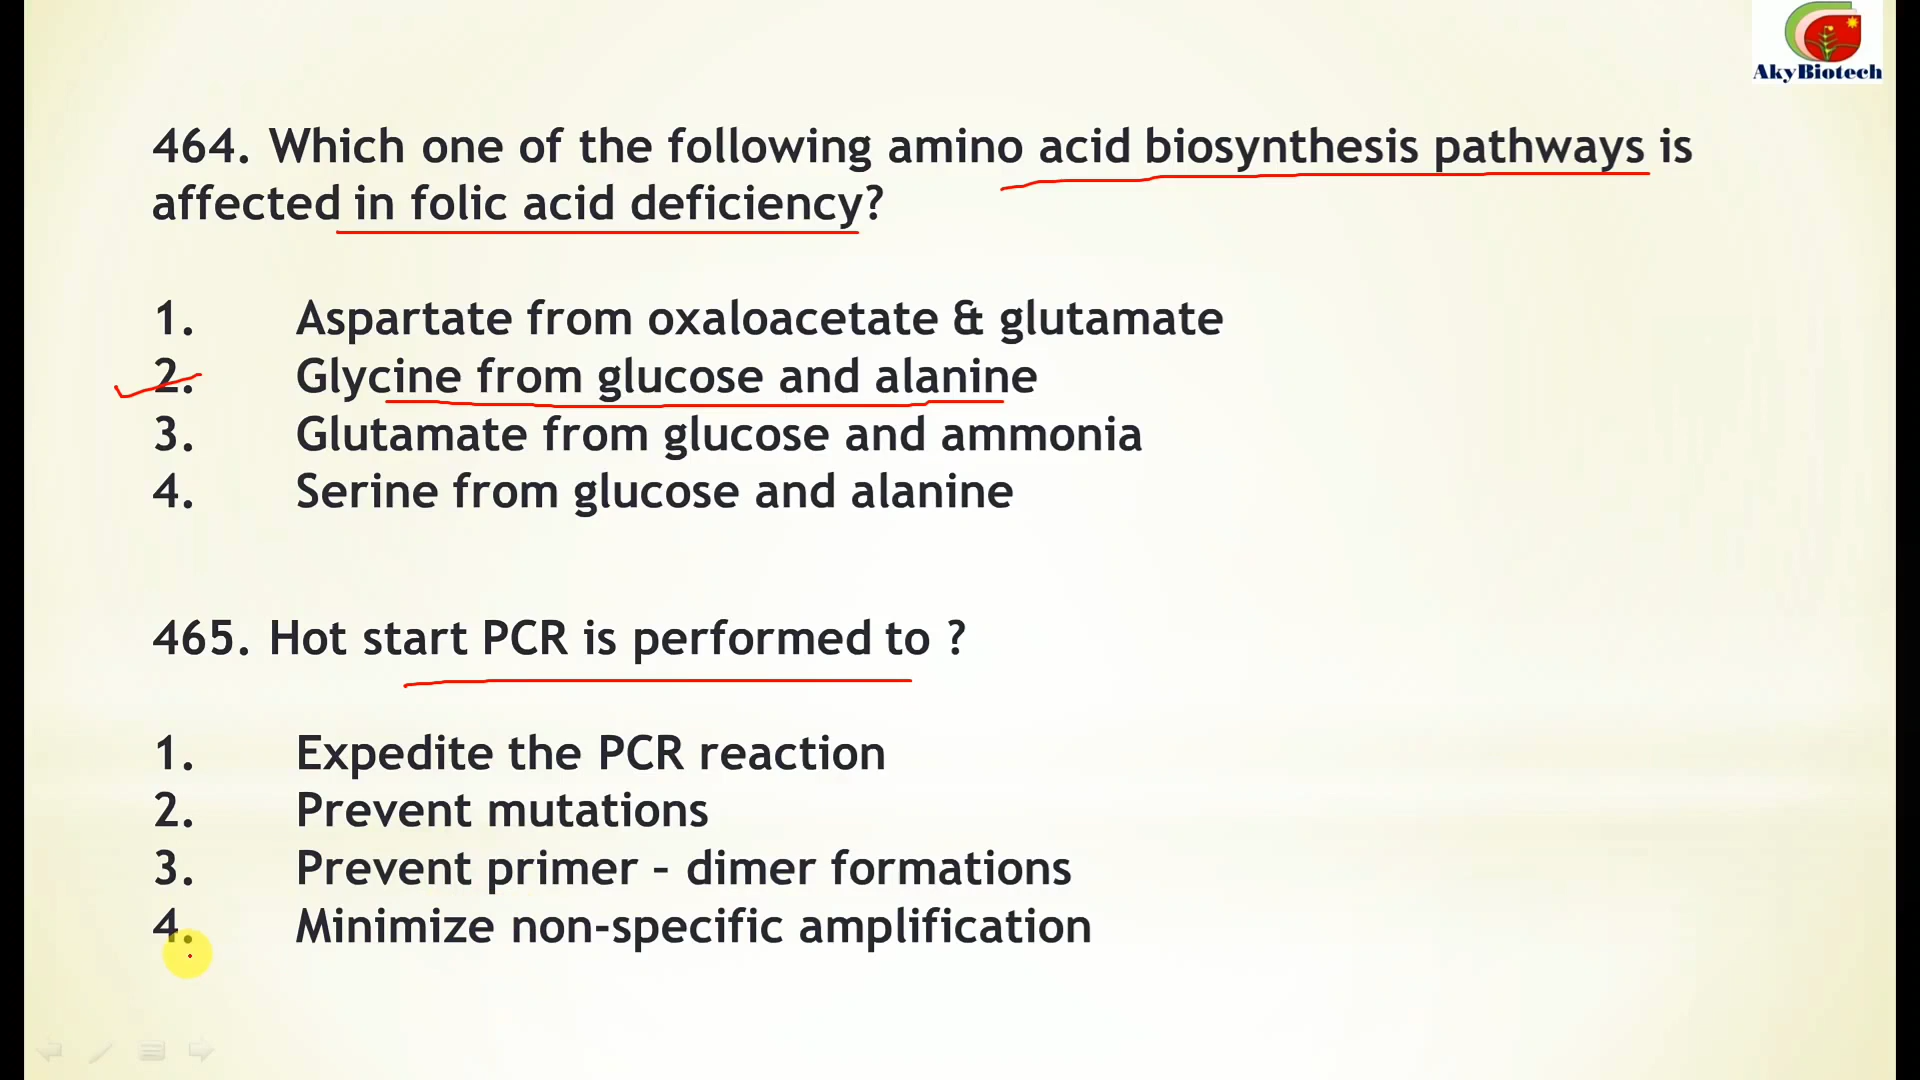 AkyBiotech
464. Which one of the following amino acid biosynthesis pathways is
affected in folic acid deficiency?
1. Aspartate from oxaloacetate & glutamate
2. Glycine from glucose and alanine
3. Glutamate from glucose and ammonia
4. Serine from glucose and alanine
465. Hot start PCR is performed to ?
1. Expedite the PCR reaction
2. Prevent mutations
3. Prevent primer – dimer formations
4. Minimize non-specific amplification